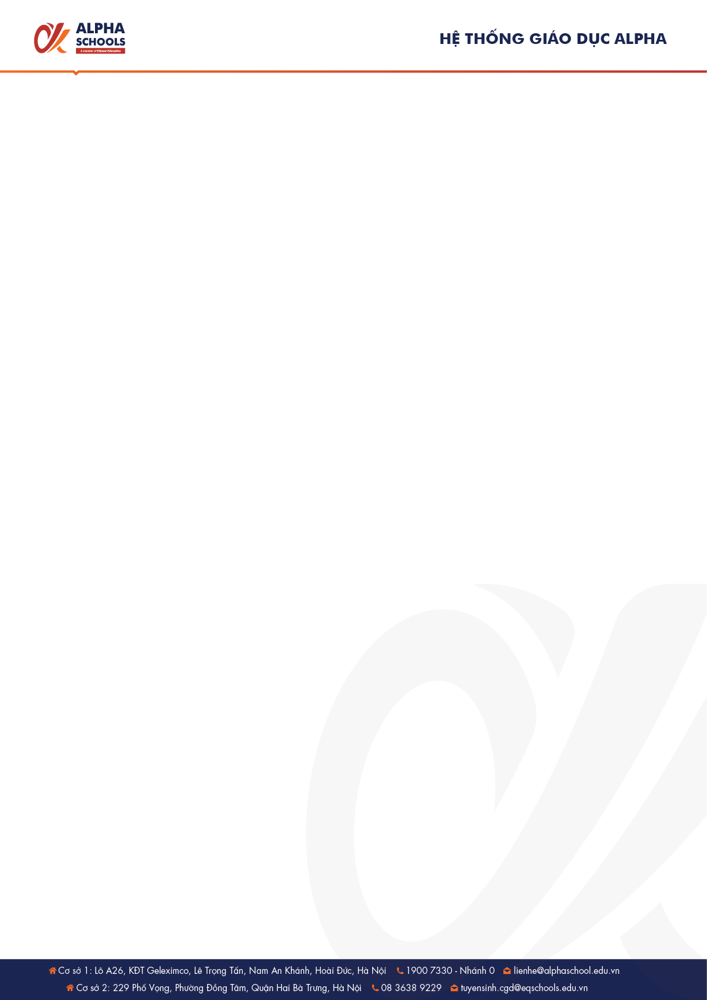 ALPHA
SCHOOLS
A member of EQuest Education
HỆ THỐNG GIÁO DỤC ALPHA
Cơ sở 1: Lô A26, KĐT Geleximco, Lê Trọng Tấn, Nam An Khánh, Hoài Đức, Hà Nội 1900 7330 - Nhánh 0 lienhe@alphaschool.edu.vn
Cơ sở 2: 229 Phố Vọng, Phường Đồng Tâm, Quận Hai Bà Trưng, Hà Nội 08 3638 9229 tuyensinh.cgd@eqschools.edu.vn